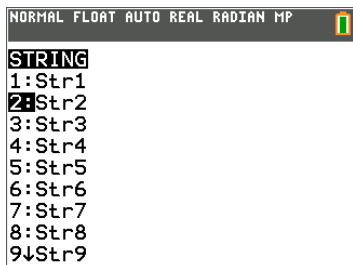 NORMAL FLOAT AUTO REAL RADIAN MP
STRING
1:Str1
2:Str2
3:Str3
4:Str4
5:Str5
6:Str6
7:Str7
8:Str8
9↓Str9